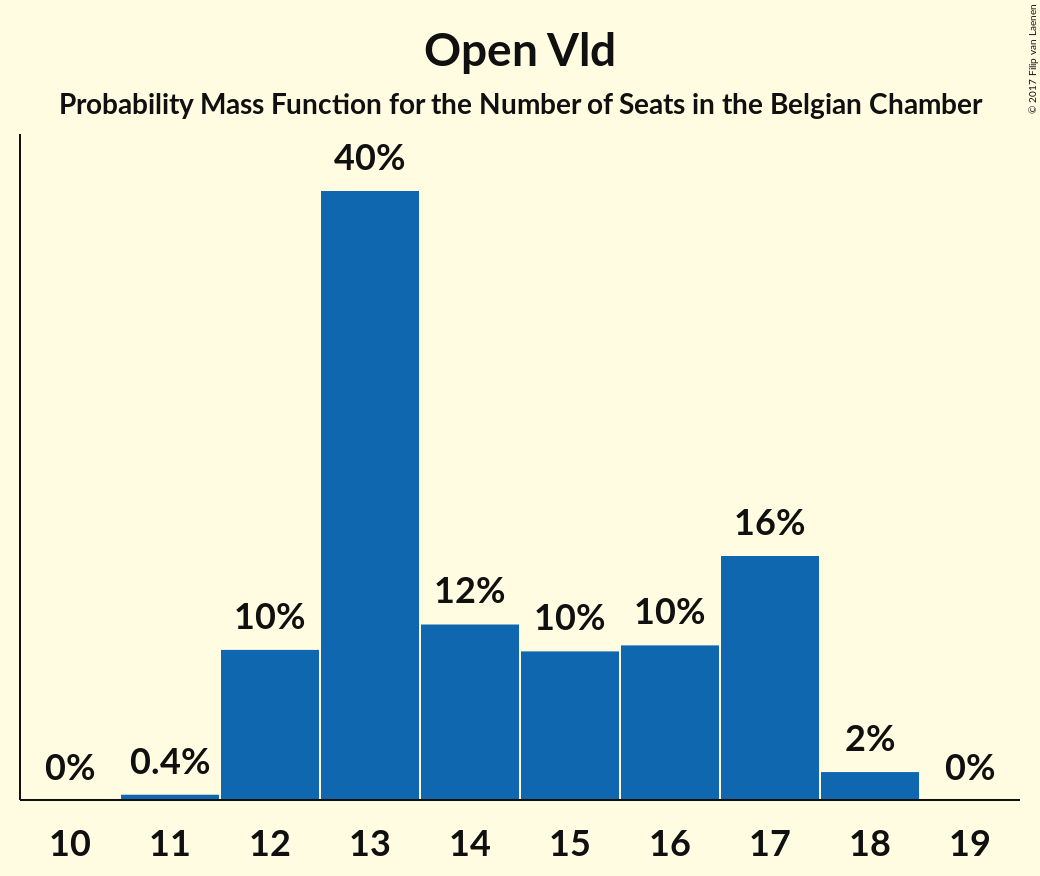 Open Vld
Probability Mass Function for the Number of Seats in the Belgian Chamber
© 2017 Filip van Laenen
40%
16%
12%
10%
10%
10%
2%
0%
0.4%
0%
10 11 12 13 14 15 16 17 18 19